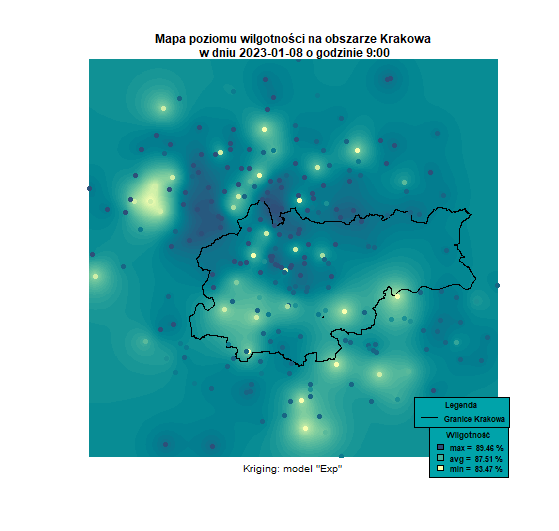 Mapa poziomu wilgotności na obszarze Krakowa
w dniu 2023-01-08 o godzinie 9:00
Legenda
Granice Krakowa
Wilgotność
max = 89.46 %
avg = 87.51 %
min = 83.47 %
Kriging: model "Exp"